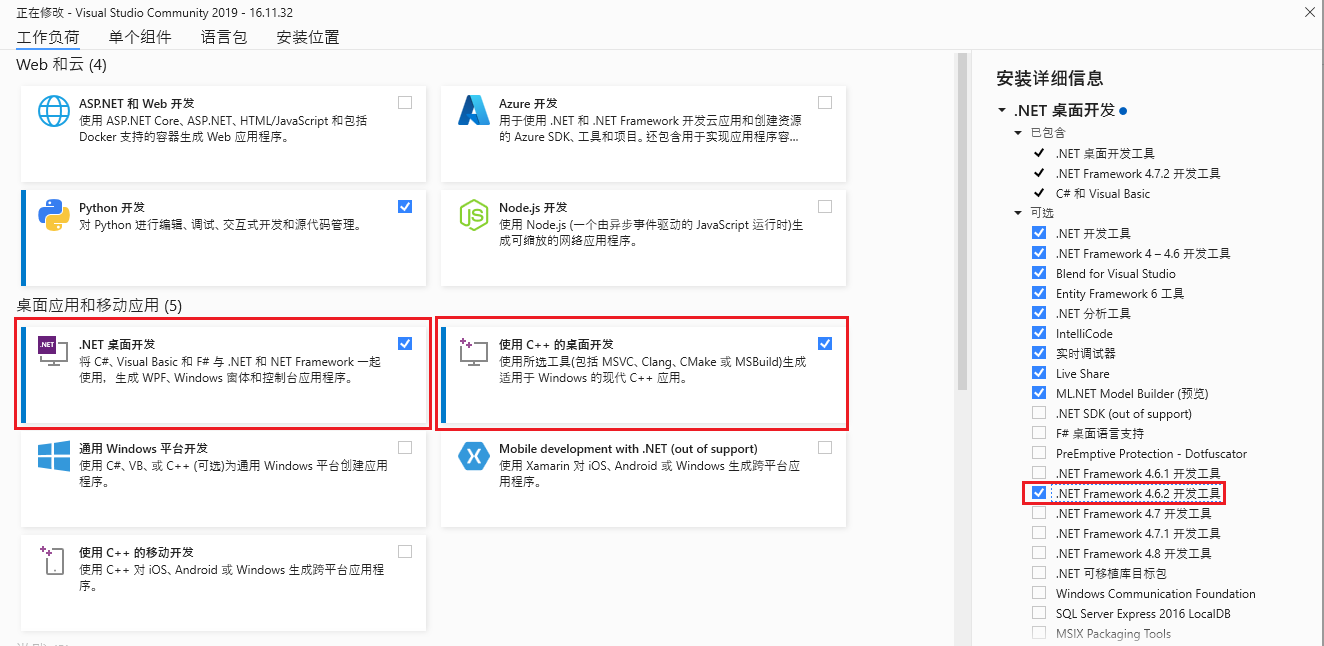 正在修改 - Visual Studio Community 2019 - 16.11.32
工作负荷 单个组件 语言包 安装位置
Web 和云 (4)
ASP.NET 和 Web 开发
使用 ASP.NET Core、ASP.NET、HTML/JavaScript 和包括
Docker 支持的容器生成 Web 应用程序。
Azure 开发
用于使用 .NET 和 .NET Framework 开发云应用和创建资源
的 Azure SDK、工具和项目。还包含用于实现应用程序容...
Python 开发
对 Python 进行编辑、调试、交互式开发和源代码管理。
Node.js 开发
使用 Node.js (一个由异步事件驱动的 JavaScript 运行时)生
成可缩放的网络应用程序。
桌面应用和移动应用 (5)
.NET
.NET 桌面开发
将 C#、Visual Basic 和 F# 与 .NET 和 NET Framework 一起
使用，生成 WPF、Windows 窗体和控制台应用程序。
使用 C++ 的桌面开发
使用所选工具(包括 MSVC、Clang、CMake 或 MSBuild)生成
适用于 Windows 的现代 C++ 应用。
通用 Windows 平台开发
使用 C#、VB、或 C++ (可选)为通用 Windows 平台创建应用
程序。
Mobile development with .NET (out of support)
使用 Xamarin 对 iOS、Android 或 Windows 生成跨平台应
用程序。
使用 C++ 的移动开发
使用 C++ 对 iOS、Android 或 Windows 生成跨平台应用程
序。
安装详细信息
.NET 桌面开发
已包含
.NET 桌面开发工具
.NET Framework 4.7.2 开发工具
C# 和 Visual Basic
可选
.NET 开发工具
.NET Framework 4 – 4.6 开发工具
Blend for Visual Studio
Entity Framework 6 工具
.NET 分析工具
IntelliCode
实时调试器
Live Share
ML.NET Model Builder (预览)
.NET SDK (out of support)
F# 桌面语言支持
PreEmptive Protection - Dotfuscator
.NET Framework 4.6.1 开发工具
.NET Framework 4.6.2 开发工具
.NET Framework 4.7 开发工具
.NET Framework 4.7.1 开发工具
.NET Framework 4.8 开发工具
.NET 可移植库目标包
Windows Communication Foundation
SQL Server Express 2016 LocalDB
MSIX Packaging Tools